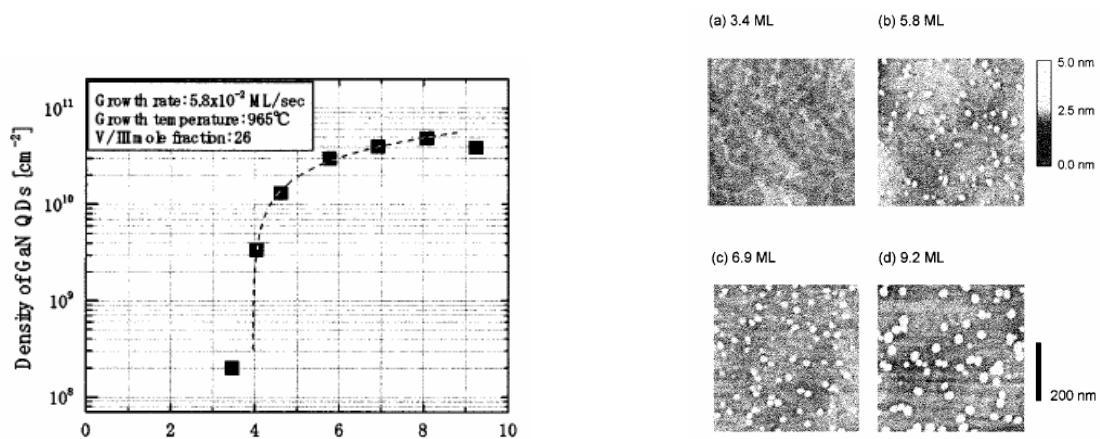 Growth rate:5.8x10⁻² ML/sec
Growth temperature:965℃
V/III mole fraction:26
Density of GaN QDs [cm⁻²]
10¹¹
10¹⁰
10⁹
10⁸
0 2 4 6 8 10
(a) 3.4 ML
(b) 5.8 ML
5.0 nm
2.5 nm
0.0 nm
(c) 6.9 ML
(d) 9.2 ML
200 nm